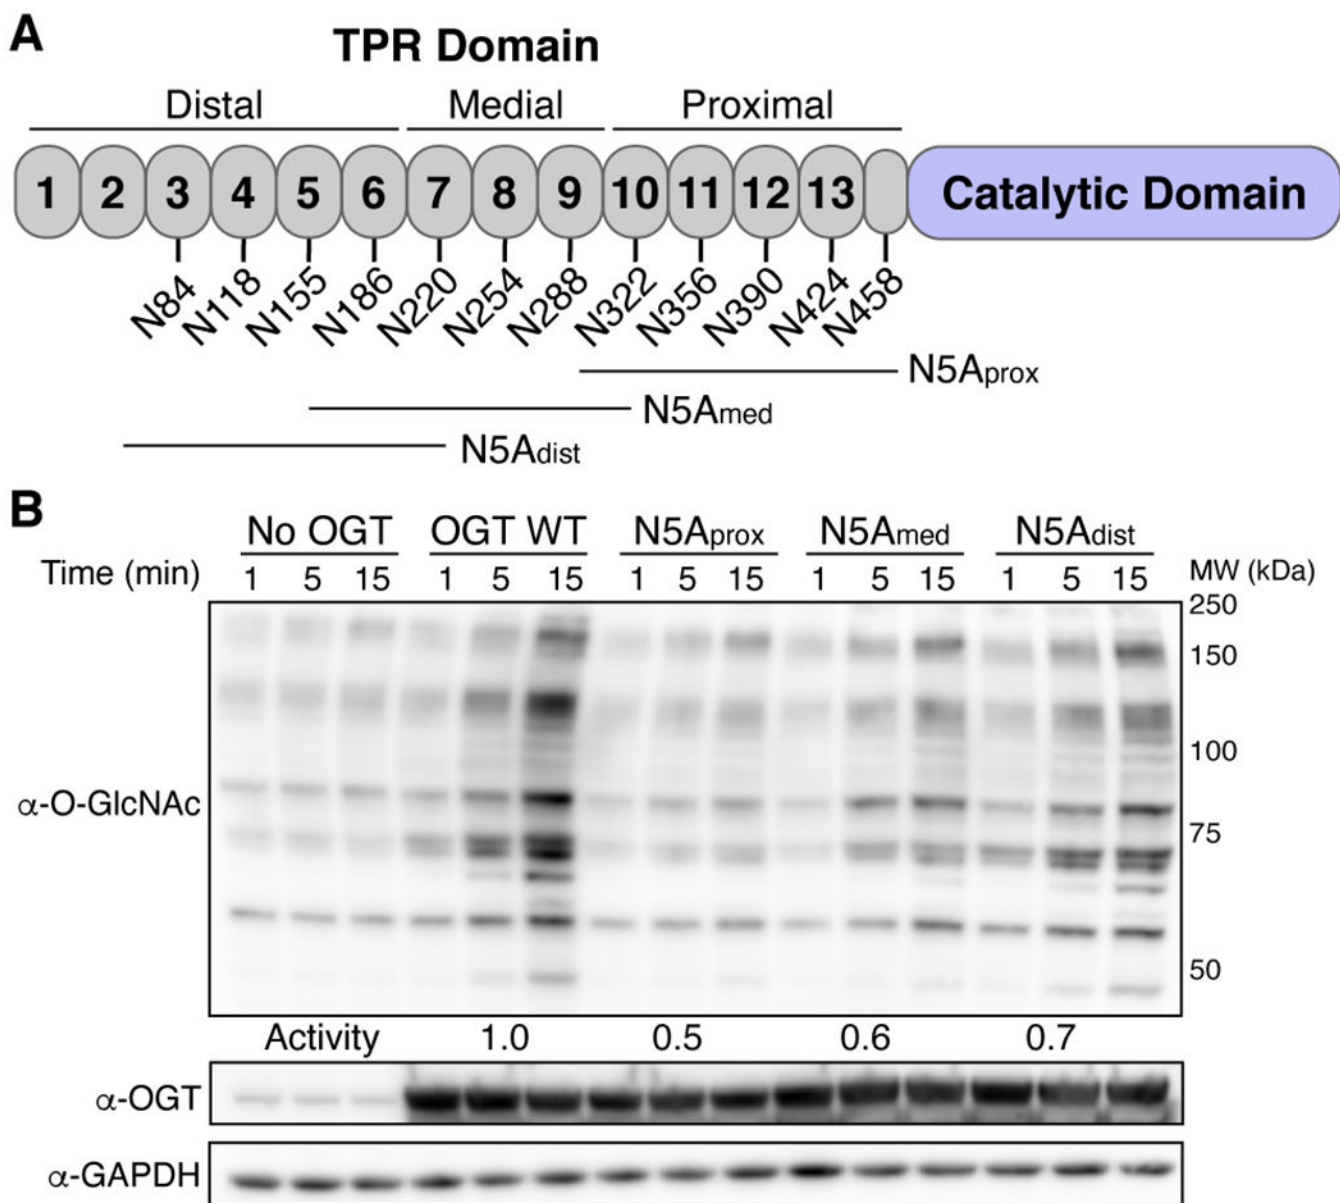 A
TPR Domain
Distal Medial Proximal
1 2 3 4 5 6 7 8 9 10 11 12 13 Catalytic Domain
N84 N118 N155 N186 N220 N254 N288 N322 N356 N390 N424 N458
N5Aprox
N5Amed
N5Adist
B
No OGT OGT WT N5Aprox N5Amed N5Adist
Time (min) 1 5 15 1 5 15 1 5 15 1 5 15 1 5 15 MW (kDa)
250
150
100
α-O-GlcNAc
75
50
Activity 1.0 0.5 0.6 0.7
α-OGT
α-GAPDH